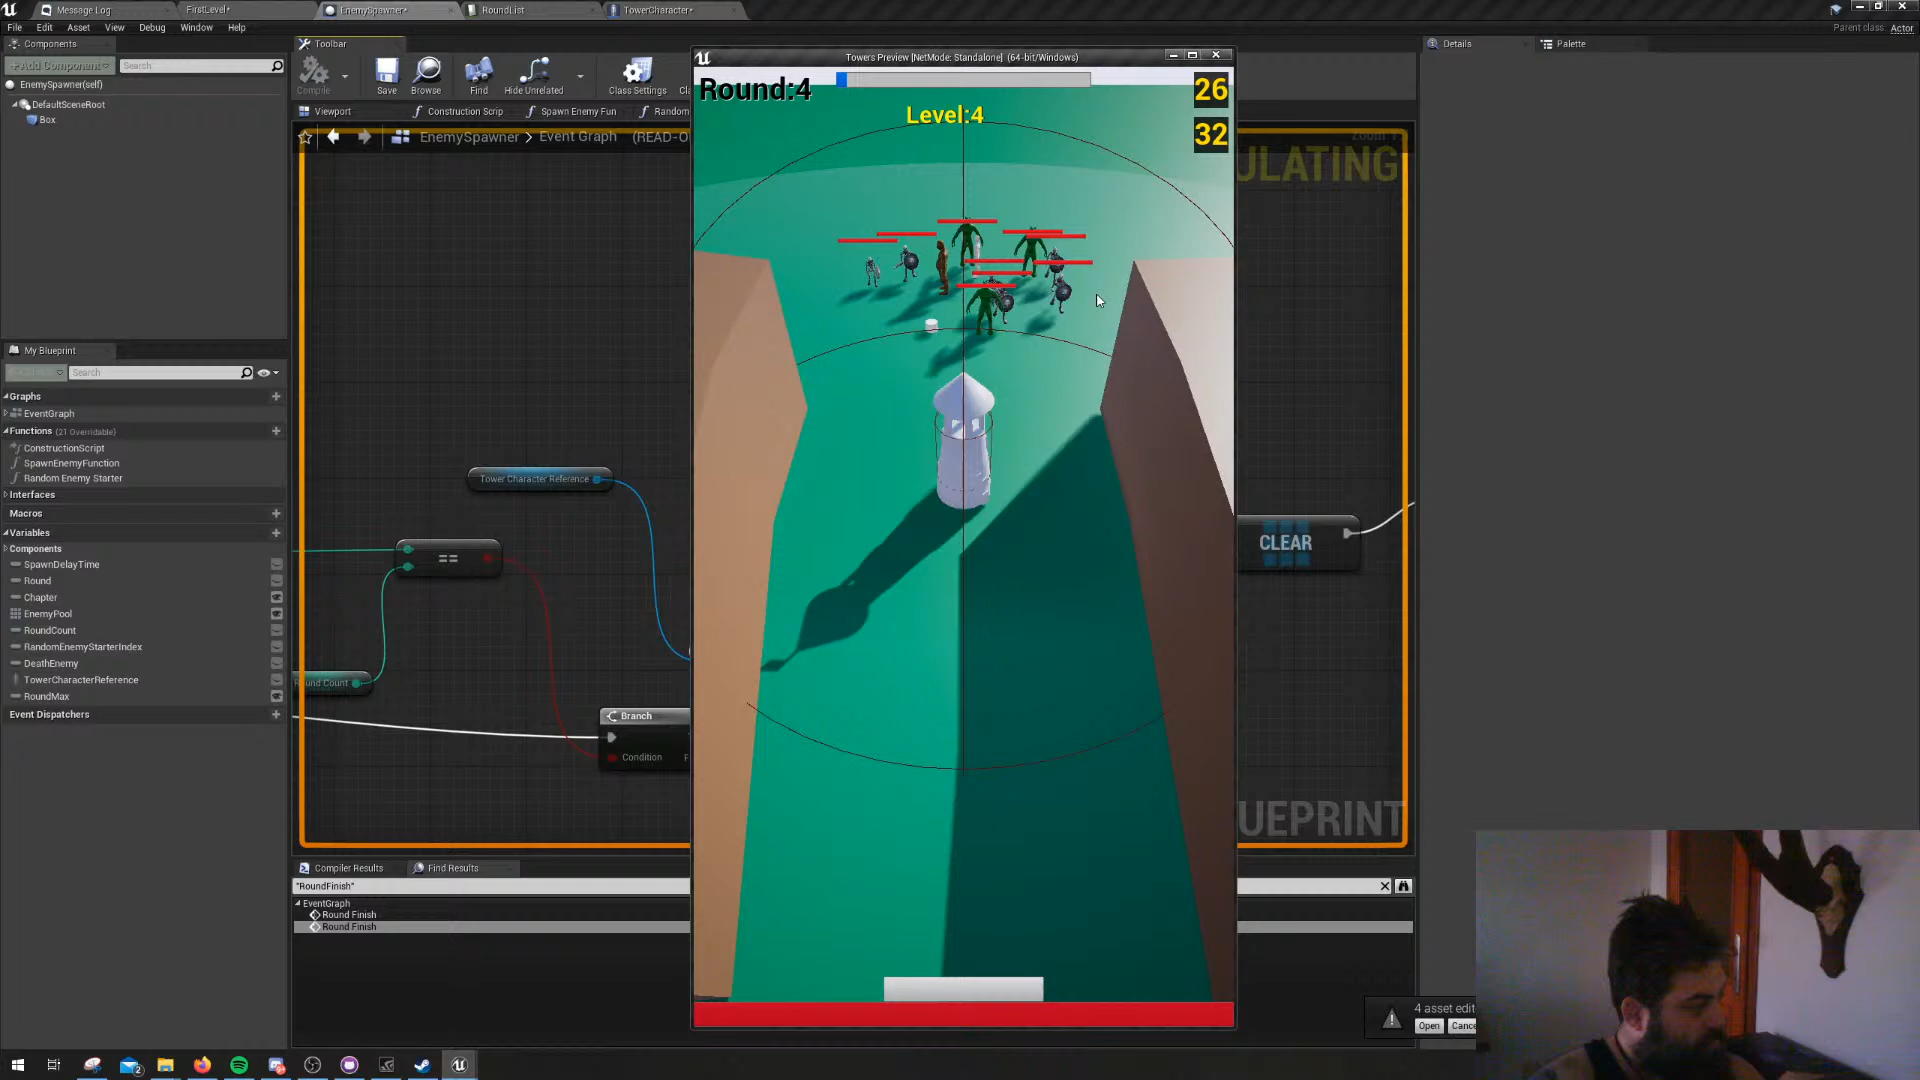 Message Log
FirstLevel•
EnemySpawner•
RoundList
TowerCharacter•
File
Edit
Asset
View
Debug
Window
Help
Parent class: Actor
Components
+Add Component
Search
EnemySpawner(self)
DefaultSceneRoot
Box
Toolbar
Compile
Save
Browse
Find
Hide Unrelated
Class Settings
Viewport
Construction Scrip
Spawn Enemy Fun
Random
EnemySpawner > Event Graph
(READ-O
ULATING
Towers Preview [NetMode: Standalone] (64-bit/Windows)
Round:4
26
Level:4
32
Details
Palette
Tower Character Reference
==
Round Count
Branch
Condition
CLEAR
UEPRINT
My Blueprint
Search
Graphs
EventGraph
Functions (21 Overridable)
ConstructionScript
SpawnEnemyFunction
Random Enemy Starter
Interfaces
Macros
Variables
Components
SpawnDelayTime
Round
Chapter
EnemyPool
RoundCount
RandomEnemyStarterIndex
DeathEnemy
TowerCharacterReference
RoundMax
Event Dispatchers
Compiler Results
Find Results
"RoundFinish"
EventGraph
Round Finish
Round Finish
4 asset edit
Open
Cance
2